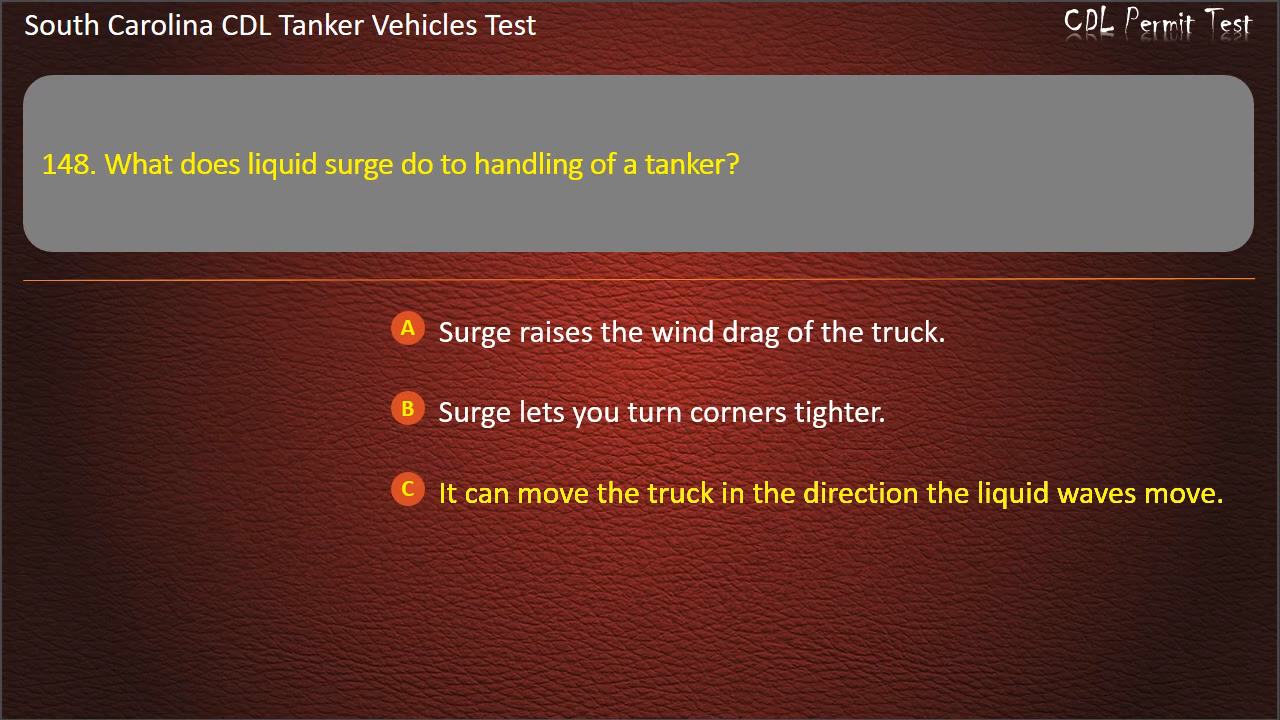 South Carolina CDL Tanker Vehicles Test
CDL Permit Test
148. What does liquid surge do to handling of a tanker?
A Surge raises the wind drag of the truck.
B Surge lets you turn corners tighter.
C It can move the truck in the direction the liquid waves move.